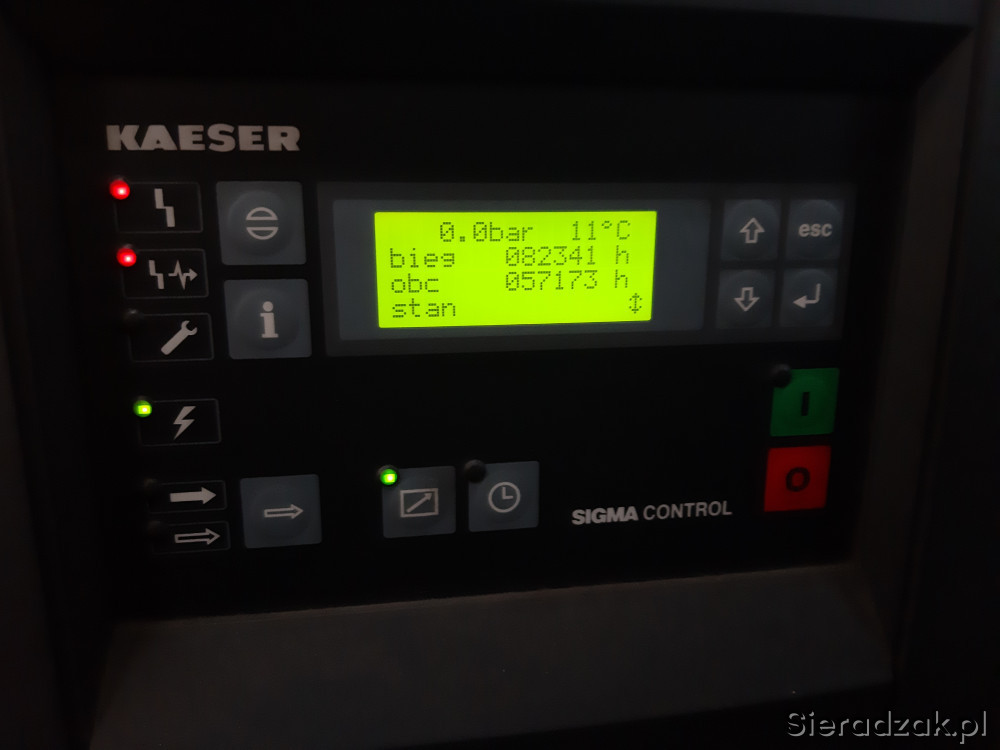 KAESER
0.0bar 11°C
bieg 082341 h
obc 057173 h
stan
esc
i
I
O
SIGMA CONTROL
Sieradzak.pl